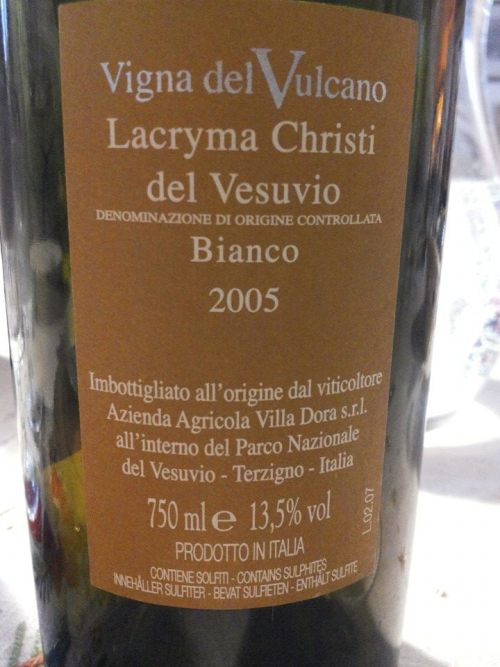 Vigna del Vulcano
Lacryma Christi
del Vesuvio
DENOMINAZIONE DI ORIGINE CONTROLLATA
Bianco
2005
Imbottigliato all'origine dal viticoltore
Azienda Agricola Villa Dora s.r.l.
all'interno del Parco Nazionale
del Vesuvio - Terzigno - Italia
750 ml e 13,5% vol
PRODOTTO IN ITALIA
CONTIENE SOLFITI - CONTAINS SULPHITES
INNEHÅLLER SULFITER - BEVAT SULFIETEN - ENTHÄLT SULFITE
L.02.07